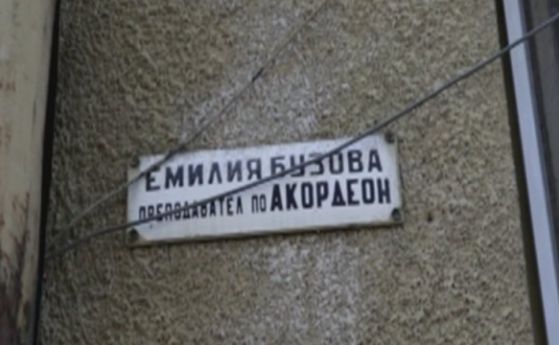 ЕМИЛИЯ БУЗОВА
ПРЕПОДАВАТЕЛ ПО АКОРДЕОН